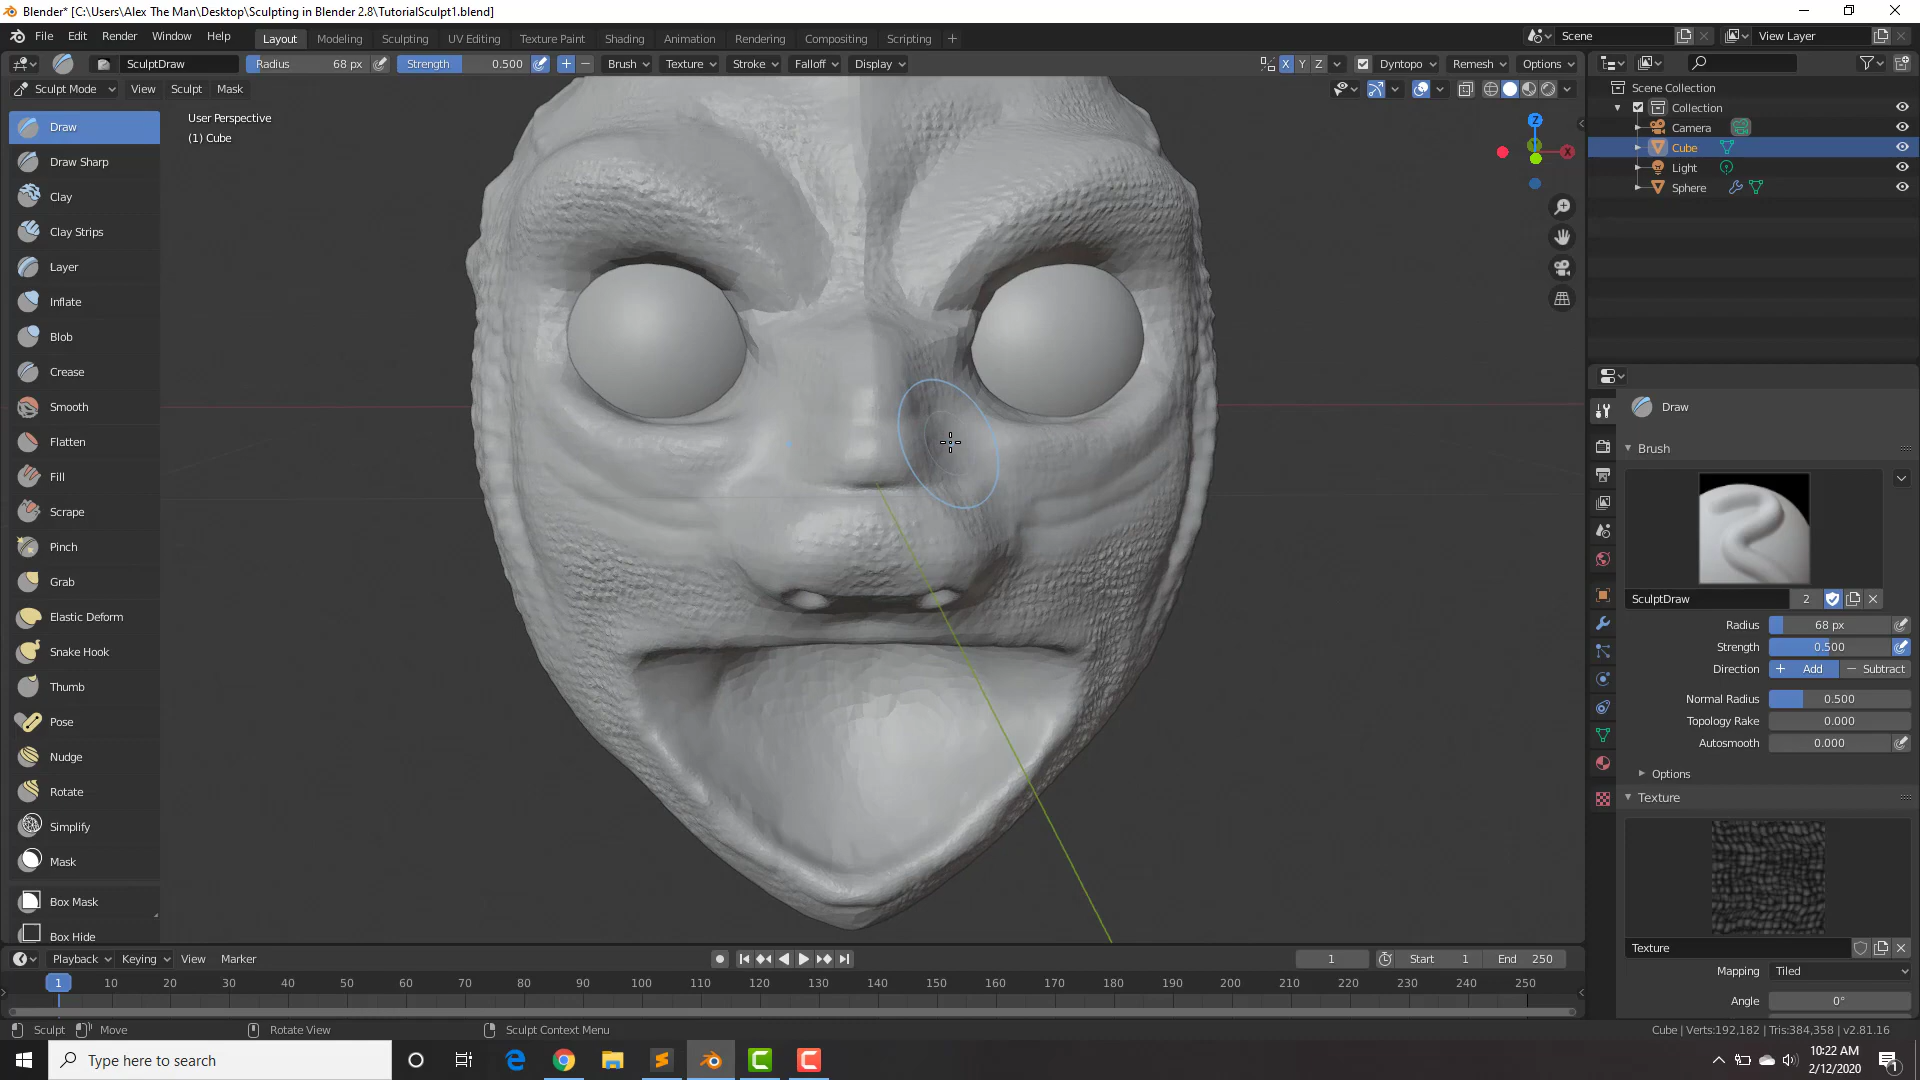 Blender* [C:\Users\Alex The Man\Desktop\Sculpting in Blender 2.8\TutorialSculpt1.blend]
File Edit Render Window Help Layout Modeling Sculpting UV Editing Texture Paint Shading Animation Rendering Compositing Scripting + Scene View Layer
SculptDraw Radius 68 px Strength 0.500 + − Brush Texture Stroke Falloff Display X Y Z Dyntopo Remesh Options
Sculpt Mode View Sculpt Mask
User Perspective
(1) Cube
Draw
Draw Sharp
Clay
Clay Strips
Layer
Inflate
Blob
Crease
Smooth
Flatten
Fill
Scrape
Pinch
Grab
Elastic Deform
Snake Hook
Thumb
Pose
Nudge
Rotate
Simplify
Mask
Box Mask
Box Hide
Z
X
Scene Collection
Collection
Camera
Cube
Light
Sphere
Draw
Brush
SculptDraw 2
Radius 68 px
Strength 0.500
Direction + Add − Subtract
Normal Radius 0.500
Topology Rake 0.000
Autosmooth 0.000
Options
Texture
Texture
Mapping Tiled
Angle 0°
Playback Keying View Marker 1 Start 1 End 250
1 10 20 30 40 50 60 70 80 90 100 110 120 130 140 150 160 170 180 190 200 210 220 230 240 250
Sculpt Move Rotate View Sculpt Context Menu Cube | Verts:192,182 | Tris:384,358 | v2.81.16
Type here to search
10:22 AM
2/12/2020
1